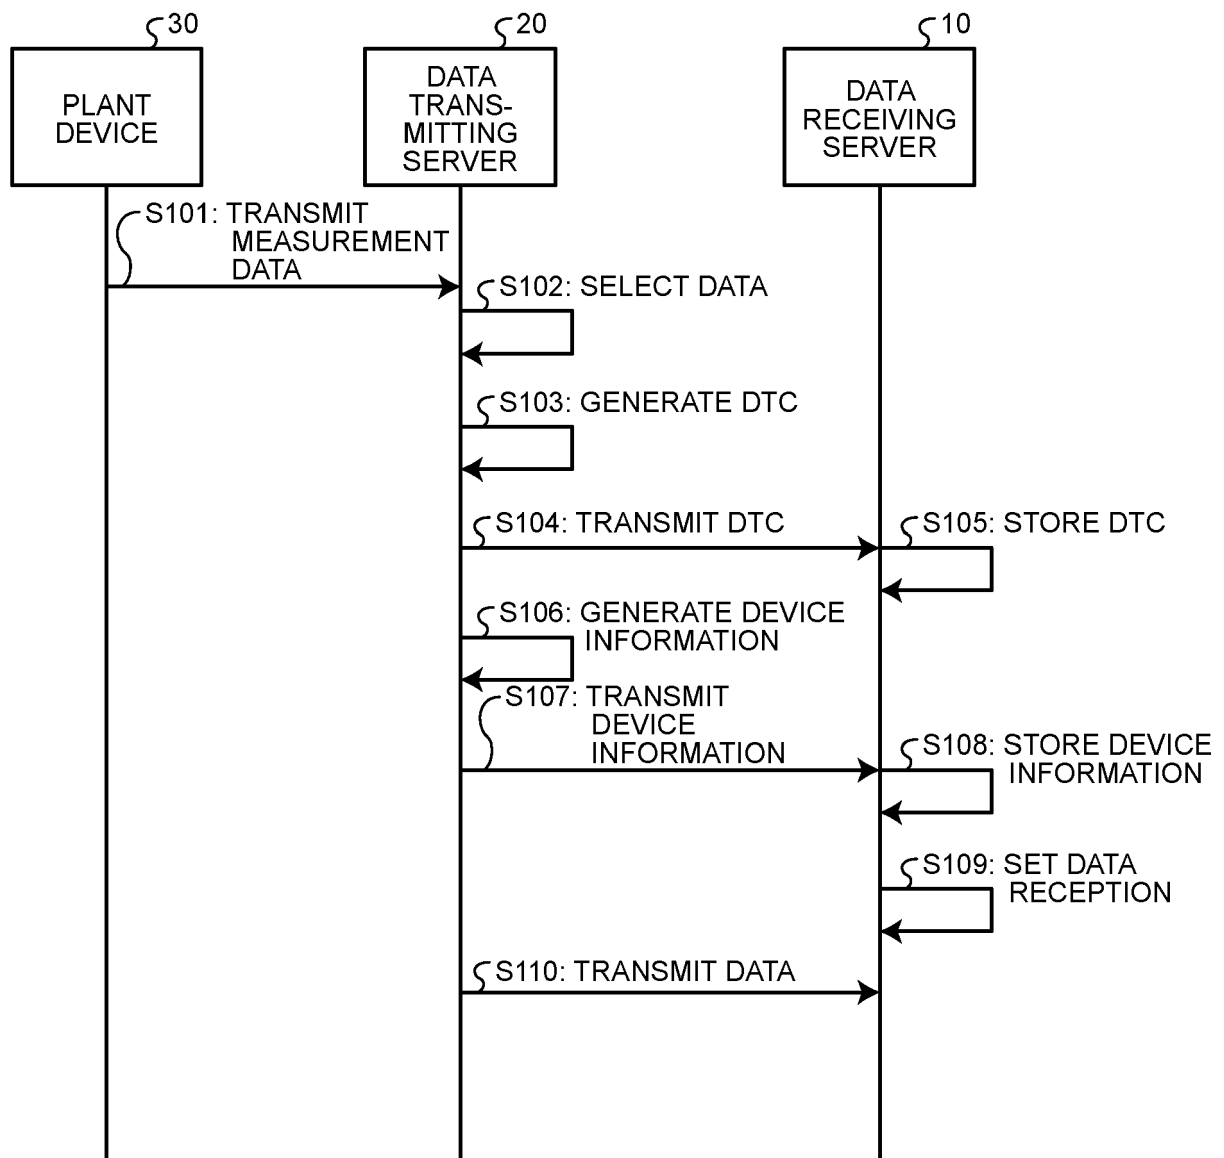 30
20
10
PLANT
DEVICE
DATA
TRANS-
MITTING
SERVER
DATA
RECEIVING
SERVER
S101: TRANSMIT
MEASUREMENT
DATA
S102: SELECT DATA
S103: GENERATE DTC
S104: TRANSMIT DTC
S105: STORE DTC
S106: GENERATE DEVICE
INFORMATION
S107: TRANSMIT
DEVICE
INFORMATION
S108: STORE DEVICE
INFORMATION
S109: SET DATA
RECEPTION
S110: TRANSMIT DATA